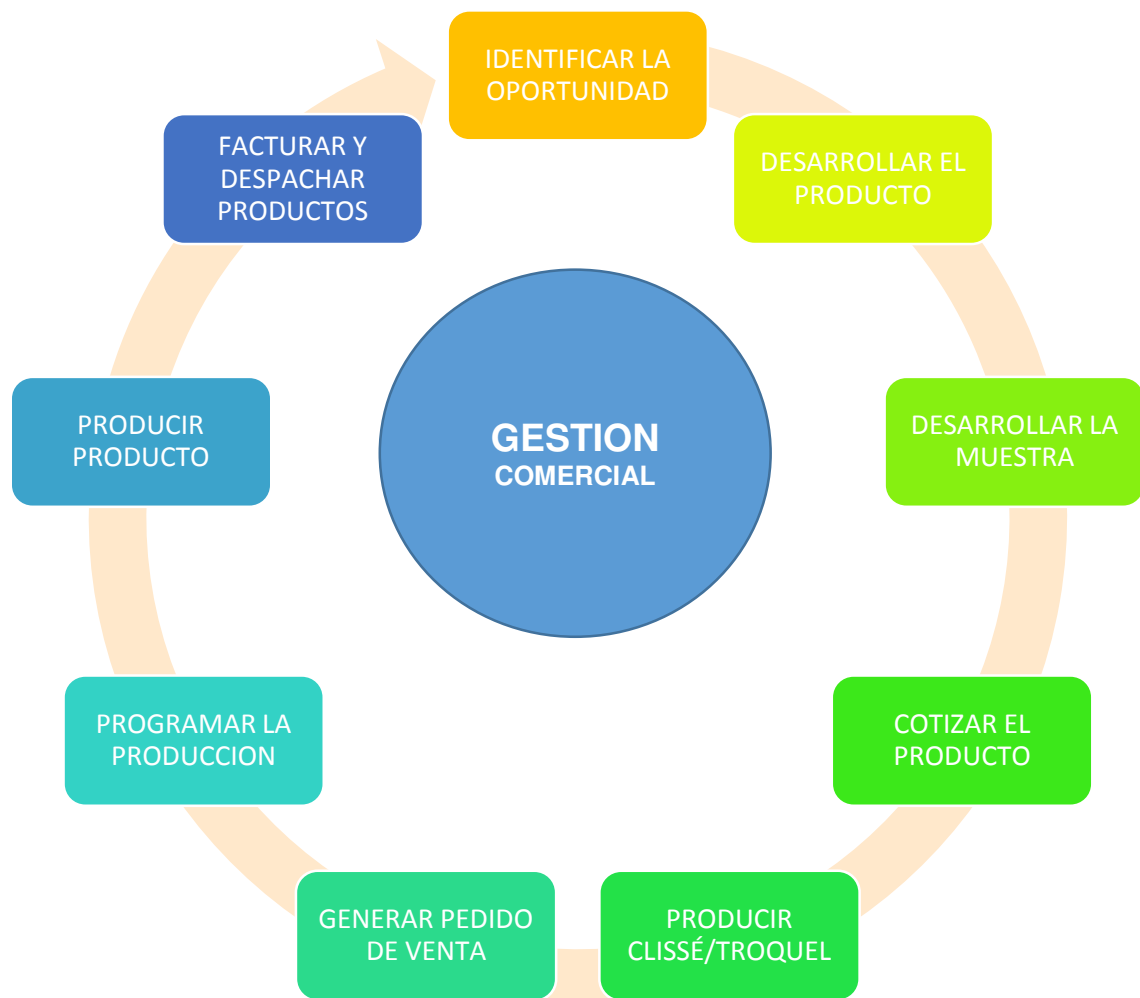 IDENTIFICAR LA
OPORTUNIDAD
DESARROLLAR EL
PRODUCTO
DESARROLLAR LA
MUESTRA
COTIZAR EL
PRODUCTO
PRODUCIR
CLISSÉ/TROQUEL
GENERAR PEDIDO
DE VENTA
PROGRAMAR LA
PRODUCCION
PRODUCIR
PRODUCTO
FACTURAR Y
DESPACHAR
PRODUCTOS
GESTION
COMERCIAL